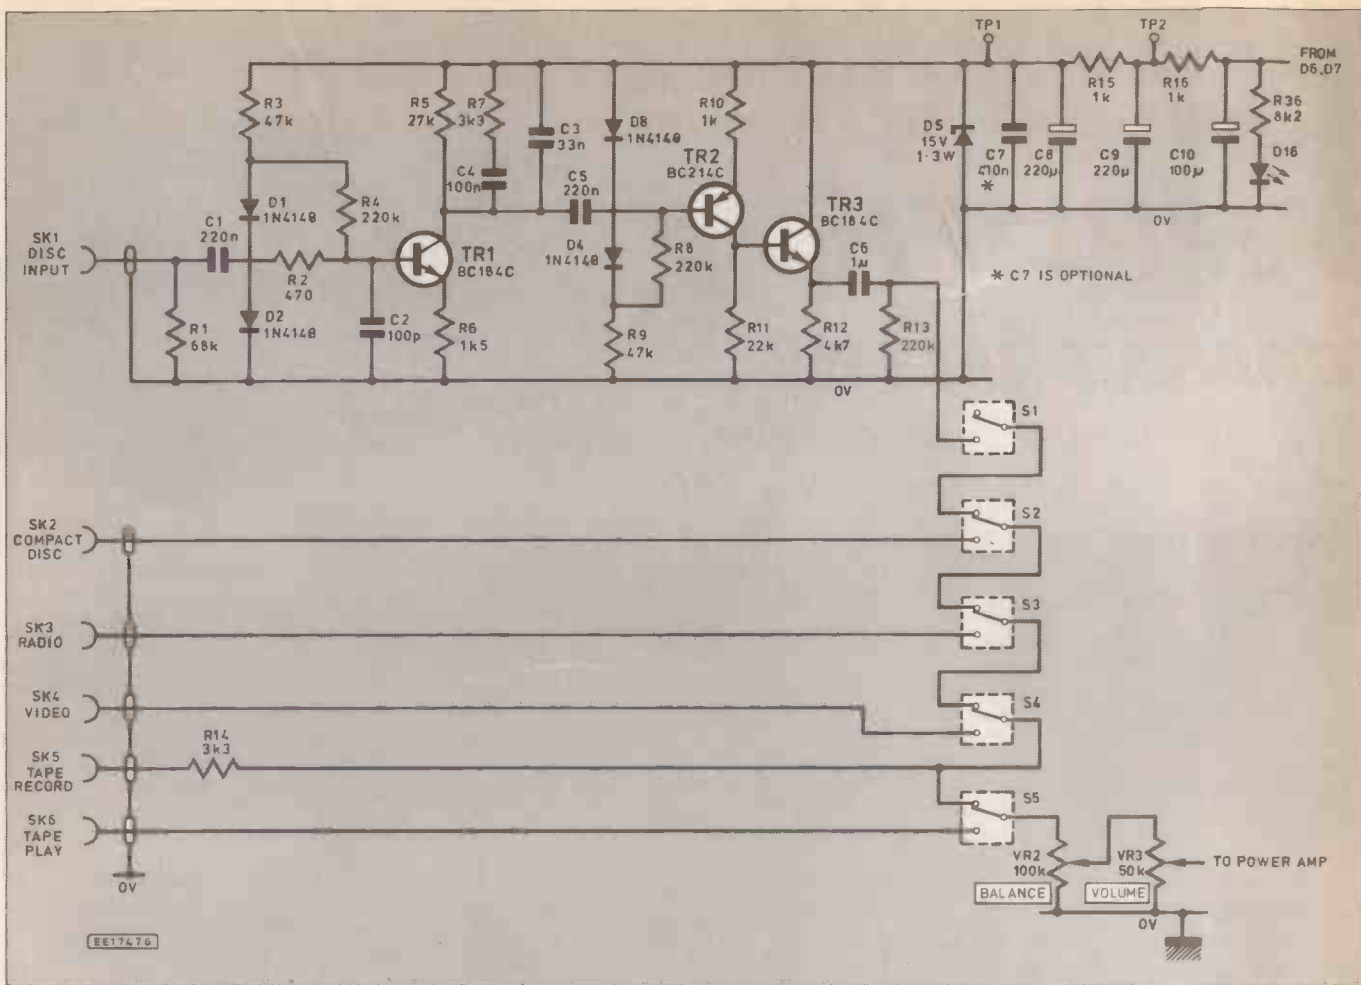 TP1
TP2
FROM
D6,D7
R3
47k
R5
27k
R7
3k3
C3
33n
D8
1N4148
R10
1k
R15
1k
R16
1k
R36
8k2
D5
15V
1·3W
C7
470n
*
C8
220µ
C9
220µ
C10
100µ
D16
TR2
BC214C
C4
100n
C5
220n
D1
1N4148
R4
220k
TR3
BC184C
0V
C1
220n
SK1
DISC
INPUT
TR1
BC184C
D4
1N4148
R8
220k
C6
1µ
* C7 IS OPTIONAL
R2
470
D2
1N4148
R1
68k
C2
100p
R6
1k5
R9
47k
R11
22k
R12
4k7
R13
220k
0V
S1
SK2
COMPACT
DISC
S2
SK3
RADIO
S3
SK4
VIDEO
S4
R14
3k3
SK5
TAPE
RECORD
S5
SK6
TAPE
PLAY
VR2
100k
VR3
50k
TO POWER AMP
BALANCE
VOLUME
0V
0V
EE1747G